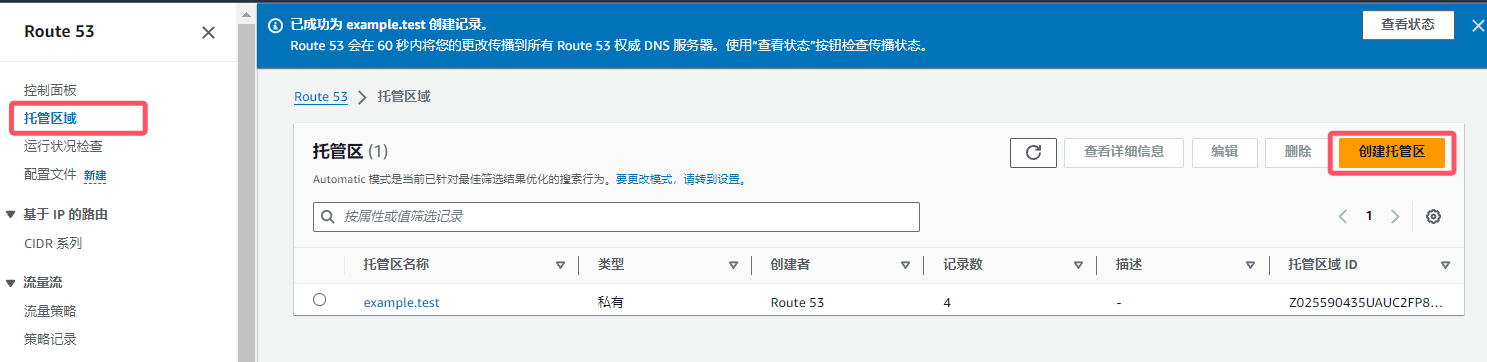 Route 53
控制面板
托管区域
运行状况检查
配置文件 新建
基于 IP 的路由
CIDR 系列
流量流
流量策略
策略记录
已成功为 example.test 创建记录。
Route 53 会在 60 秒内将您的更改传播到所有 Route 53 权威 DNS 服务器。使用“查看状态”按钮检查传播状态。
查看状态
Route 53 > 托管区域
托管区 (1)
查看详细信息 编辑 删除 创建托管区
Automatic 模式是当前已针对最佳筛选结果优化的搜索行为。要更改模式，请转到设置。
按属性或值筛选记录
1
托管区名称 类型 创建者 记录数 描述 托管区域 ID
example.test 私有 Route 53 4 - Z025590435UAUC2FP8...